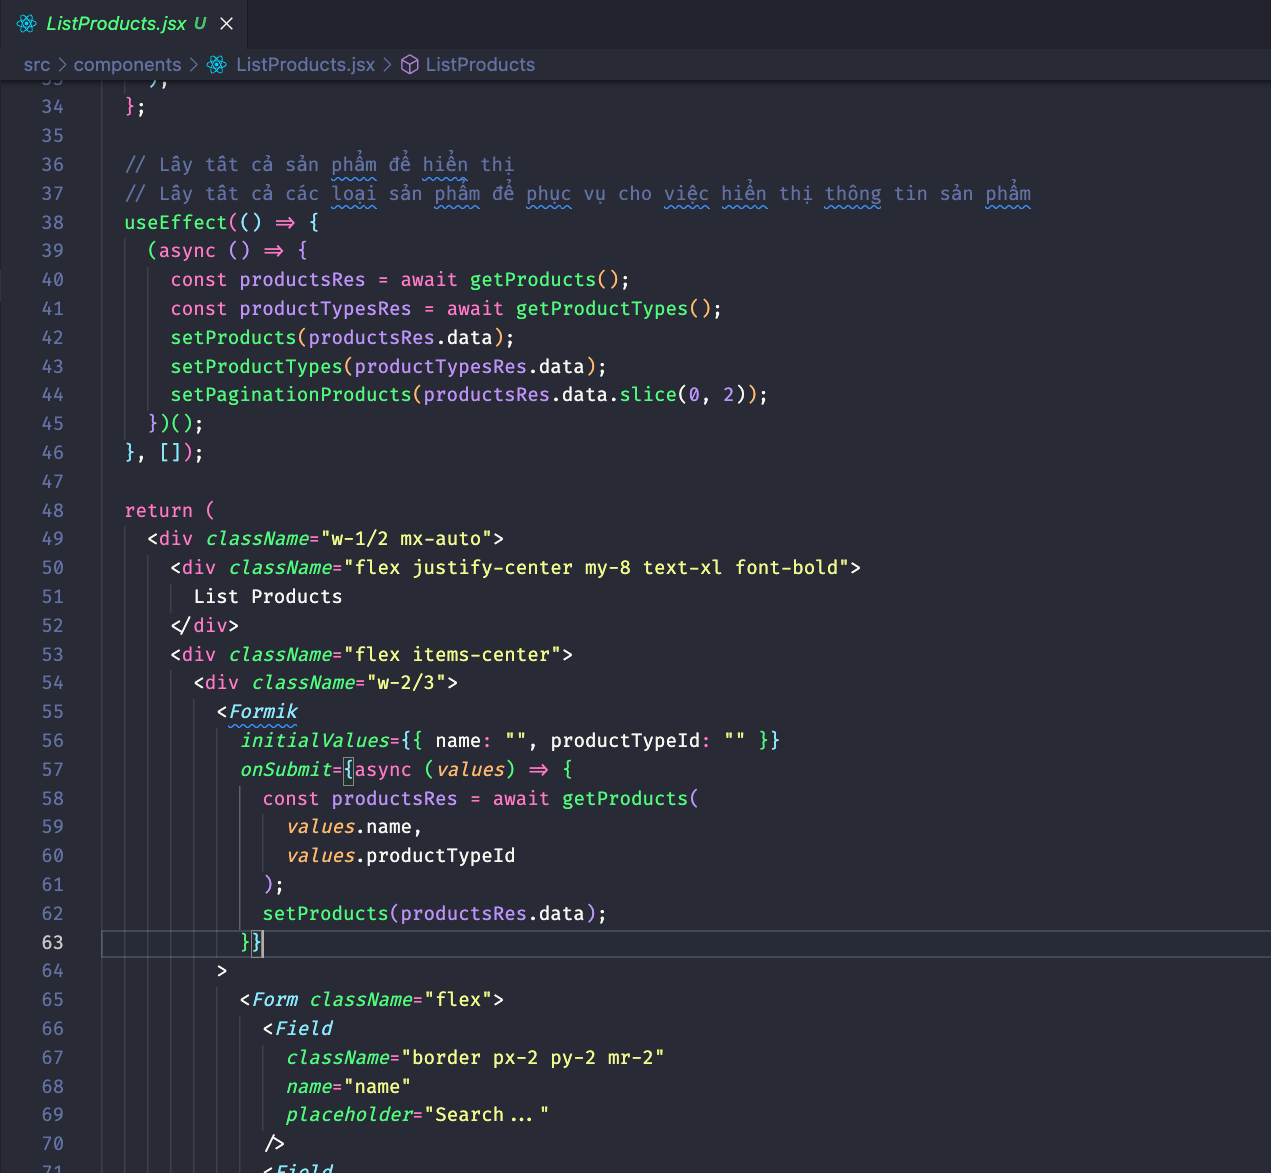 ListProducts.jsx U ×
src > components > ListProducts.jsx > ListProducts
33 );
34 };
35
36 // Lấy tất cả sản phẩm để hiển thị
37 // Lấy tất cả các loại sản phẩm để phục vụ cho việc hiển thị thông tin sản phẩm
38 useEffect(() => {
39 (async () => {
40 const productsRes = await getProducts();
41 const productTypesRes = await getProductTypes();
42 setProducts(productsRes.data);
43 setProductTypes(productTypesRes.data);
44 setPaginationProducts(productsRes.data.slice(0, 2));
45 })();
46 }, []);
47
48 return (
49 <div className="w-1/2 mx-auto">
50 <div className="flex justify-center my-8 text-xl font-bold">
51 List Products
52 </div>
53 <div className="flex items-center">
54 <div className="w-2/3">
55 <Formik
56 initialValues={{ name: "", productTypeId: "" }}
57 onSubmit={async (values) => {
58 const productsRes = await getProducts(
59 values.name,
60 values.productTypeId
61 );
62 setProducts(productsRes.data);
63 }}
64 >
65 <Form className="flex">
66 <Field
67 className="border px-2 py-2 mr-2"
68 name="name"
69 placeholder="Search..."
70 />
71 <Field